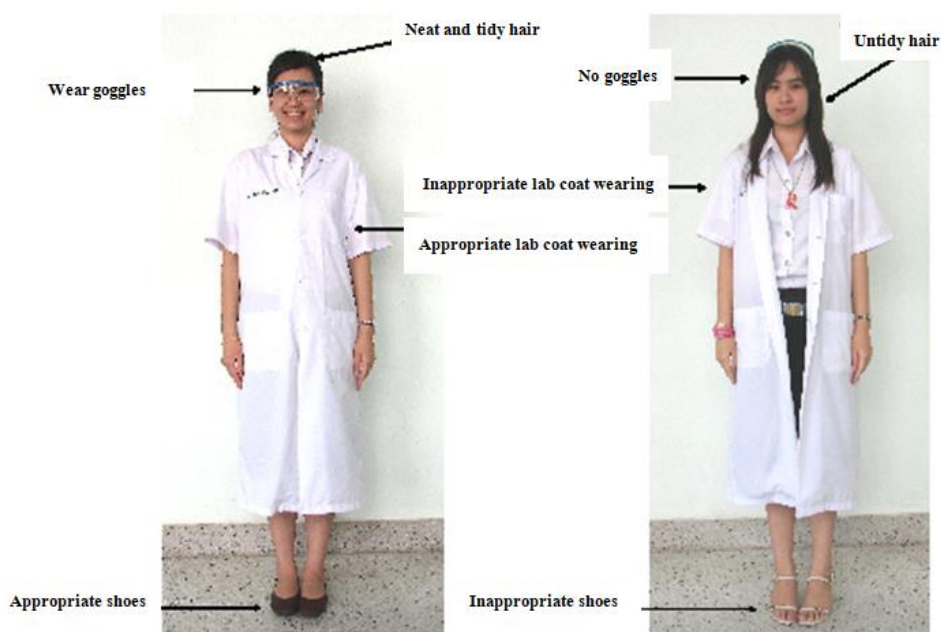 Neat and tidy hair
Wear goggles
Appropriate lab coat wearing
Appropriate shoes
Untidy hair
No goggles
Inappropriate lab coat wearing
Inappropriate shoes